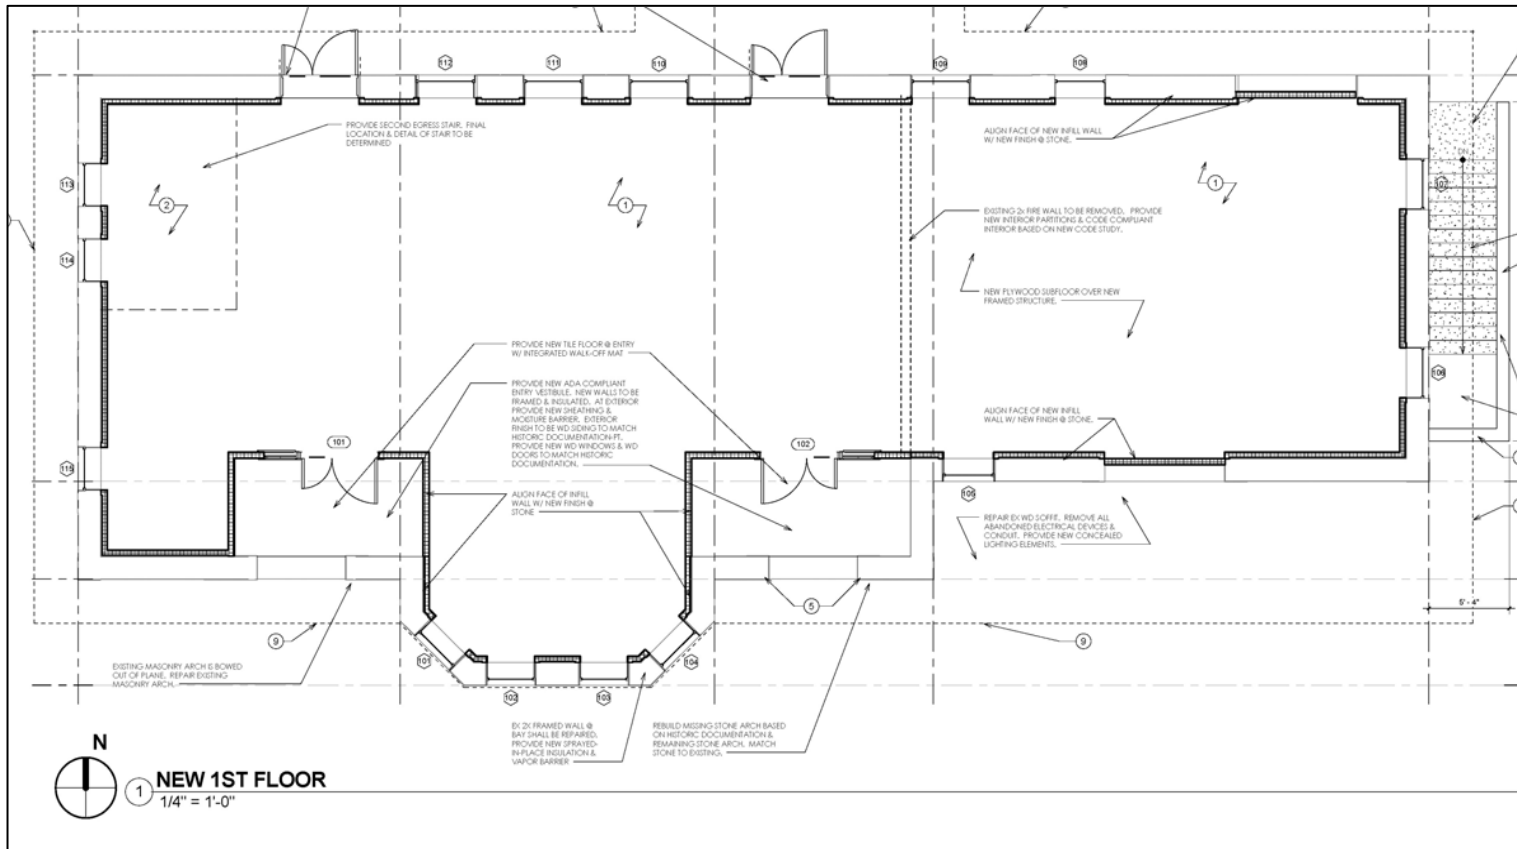 112
111
110
109
108
PROVIDE SECOND EGRESS STAIR. FINAL
LOCATION & DETAIL OF STAIR TO BE
DETERMINED
ALIGN FACE OF NEW INFILL WALL
W/ NEW FINISH @ STONE.
DN
113
2
1
1
107
EXISTING 2x FIRE WALL TO BE REMOVED. PROVIDE
NEW INTERIOR PARTITIONS & CODE COMPLIANT
INTERIOR BASED ON NEW CODE STUDY.
114
NEW PLYWOOD SUBFLOOR OVER NEW
FRAMED STRUCTURE.
PROVIDE NEW TILE FLOOR @ ENTRY
W/ INTEGRATED WALK-OFF MAT
106
PROVIDE NEW ADA COMPLIANT
ENTRY VESTIBULE. NEW WALLS TO BE
FRAMED & INSULATED. AT EXTERIOR
PROVIDE NEW SHEATHING &
MOISTURE BARRIER. EXTERIOR
FINISH TO BE WD SIDING TO MATCH
HISTORIC DOCUMENTATION-PT.
PROVIDE NEW WD WINDOWS & WD
DOORS TO MATCH HISTORIC
DOCUMENTATION.
ALIGN FACE OF NEW INFILL
WALL W/ NEW FINISH @ STONE.
101
102
115
ALIGN FACE OF INFILL
WALL W/ NEW FINISH @
STONE
105
REPAIR EX WD SOFFIT. REMOVE ALL
ABANDONED ELECTRICAL DEVICES &
CONDUIT. PROVIDE NEW CONCEALED
LIGHTING ELEMENTS.
5
5' - 4"
9
9
EXISTING MASONRY ARCH IS BOWED
OUT OF PLANE. REPAIR EXISTING
MASONRY ARCH.
101
102
103
104
EX 2X FRAMED WALL @
BAY SHALL BE REPAIRED.
PROVIDE NEW SPRAYED-
IN-PLACE INSULATION &
VAPOR BARRIER
REBUILD MISSING STONE ARCH BASED
ON HISTORIC DOCUMENTATION &
REMAINING STONE ARCH. MATCH
STONE TO EXISTING.
N
1
NEW 1ST FLOOR
1/4" = 1'-0"